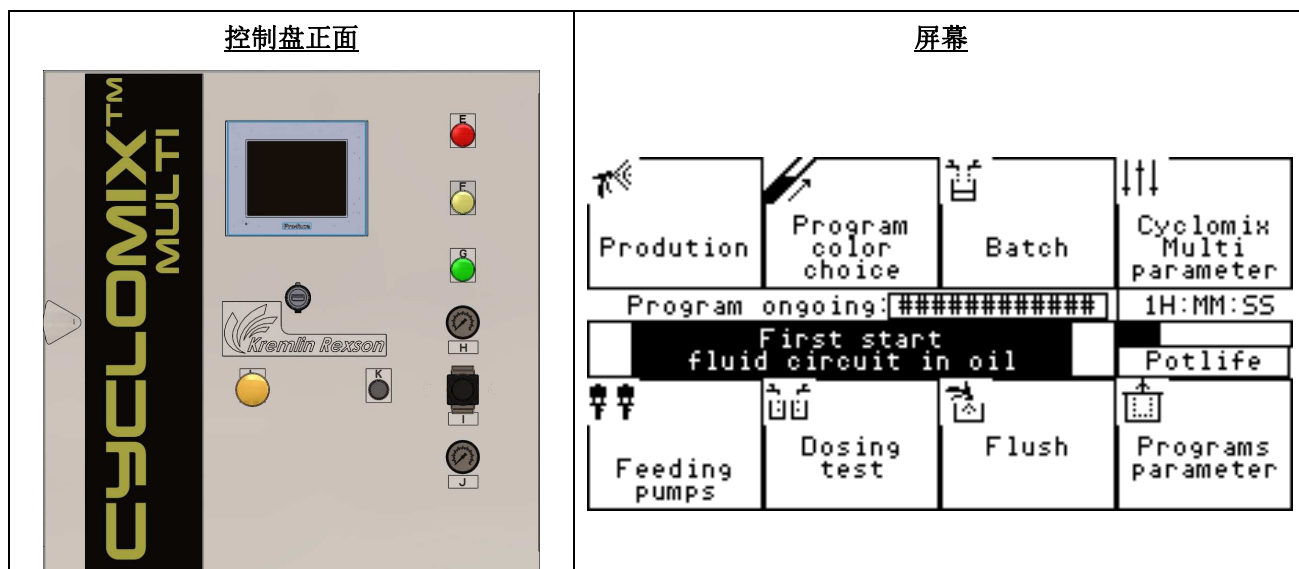 控制盘正面
屏幕
CYCLOMIX™
MULTI
E
F
G
H
I
J
K
Kremlin Rexson
Prodution
Program
color
choice
Batch
Cyclomix
Multi
parameter
Program ongoing: ############
1H:MM:SS
First start
fluid circuit in oil
Potlife
Feeding
pumps
Dosing
test
Flush
Programs
parameter